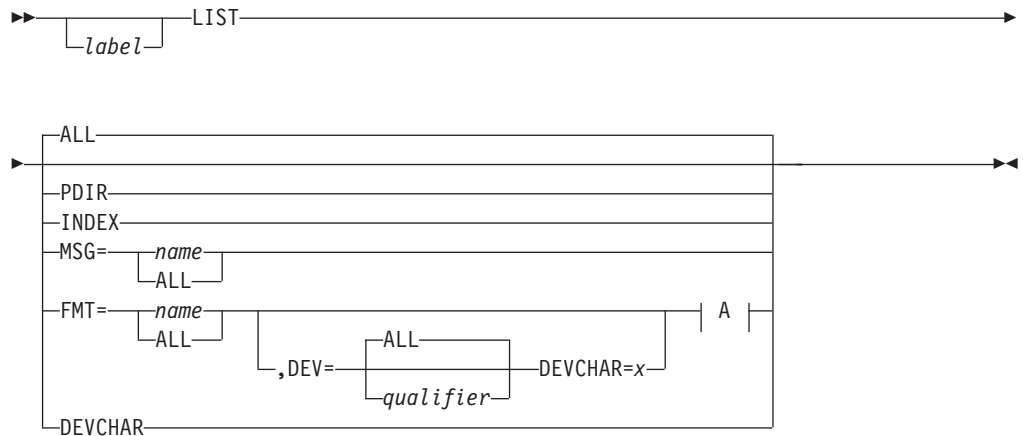 LIST
label
ALL
PDIR
INDEX
MSG= name
ALL
FMT= name A
ALL ALL
,DEV= DEVCHAR=x
qualifier
DEVCHAR